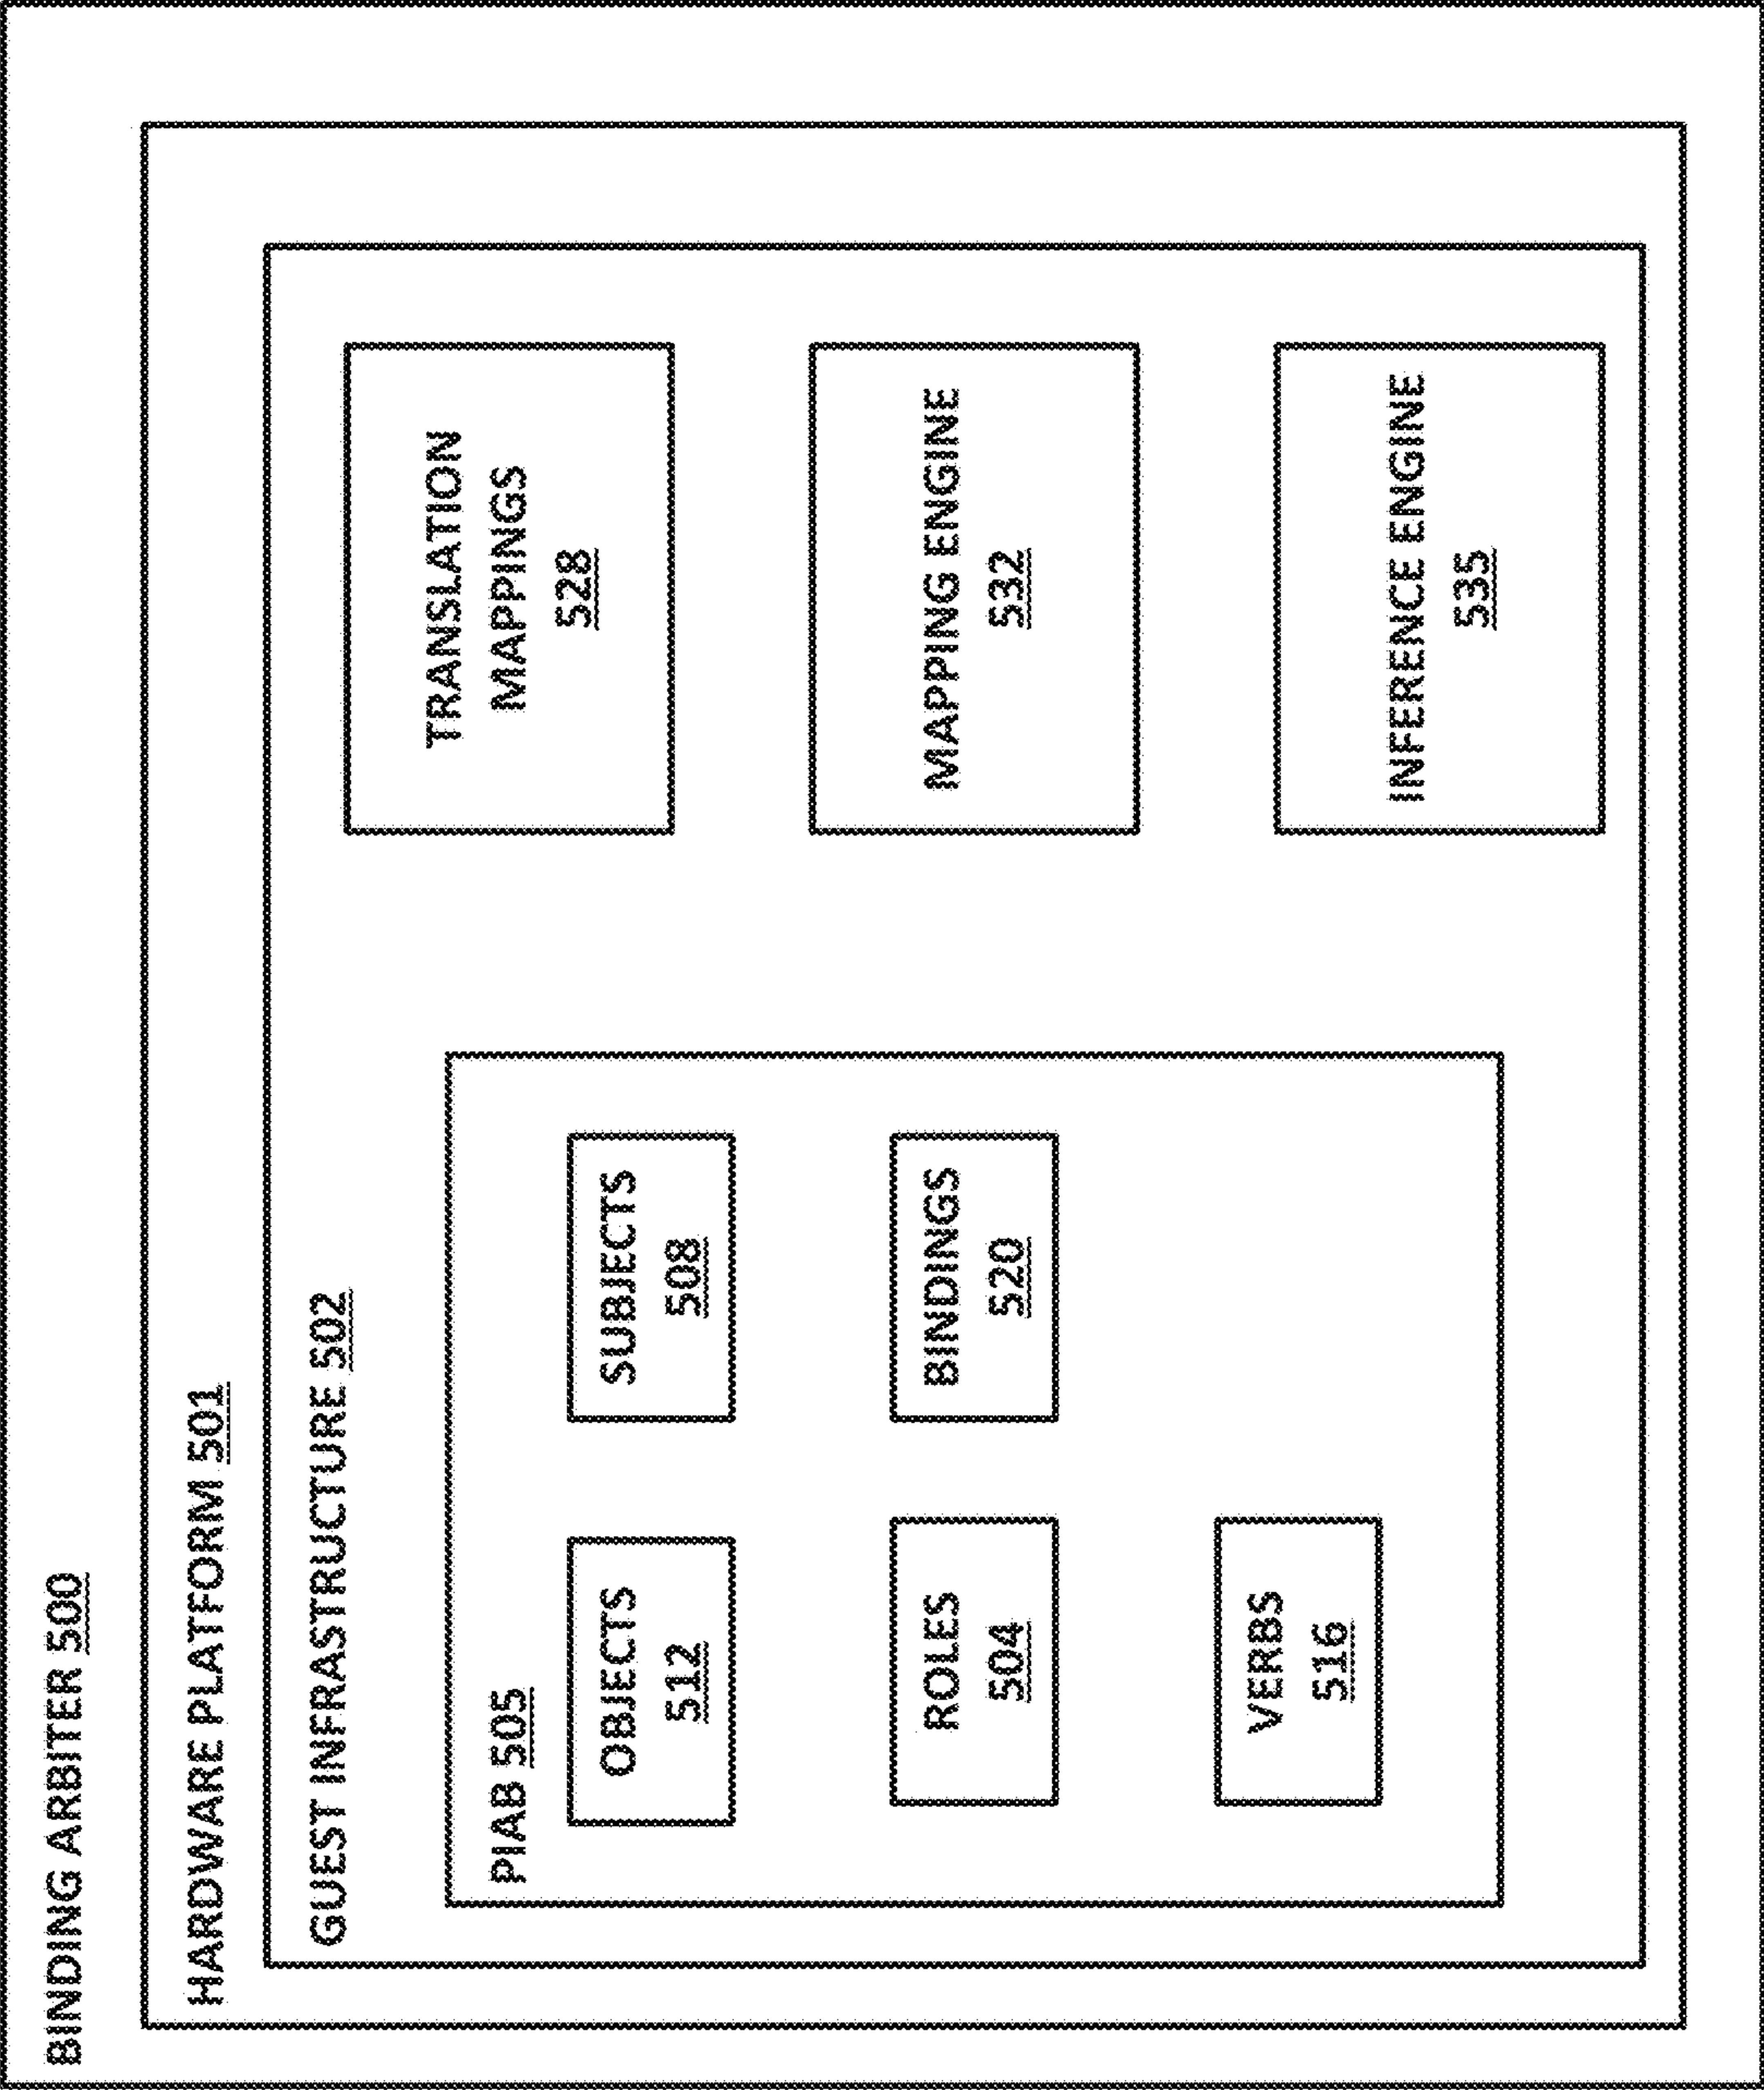 BINDING ARBITER 500
HARDWARE PLATFORM 501
GUEST INFRASTRUCTURE 502
PIAB 505
OBJECTS
512
SUBJECTS
508
ROLES
504
BINDINGS
520
VERBS
516
TRANSLATION
MAPPINGS
528
MAPPING ENGINE
532
INFERENCE ENGINE
535